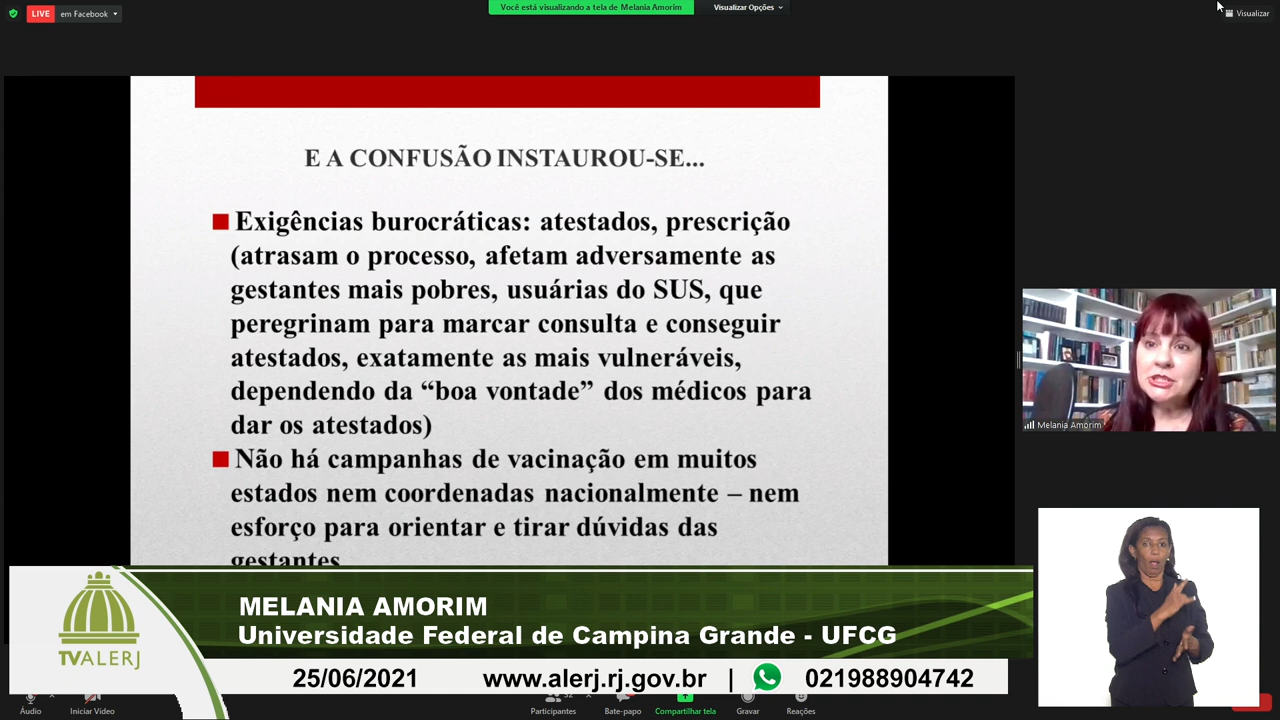 LIVE em Facebook
Você está visualizando a tela de Melania Amorim
Visualizar Opções
Visualizar
E A CONFUSÃO INSTAUROU-SE...
Exigências burocráticas: atestados, prescrição
(atrasam o processo, afetam adversamente as
gestantes mais pobres, usuárias do SUS, que
peregrinam para marcar consulta e conseguir
atestados, exatamente as mais vulneráveis,
dependendo da “boa vontade” dos médicos para
dar os atestados)
Não há campanhas de vacinação em muitos
estados nem coordenadas nacionalmente – nem
esforço para orientar e tirar dúvidas das
gestantes
Melania Amorim
TVALERJ
MELANIA AMORIM
Universidade Federal de Campina Grande - UFCG
25/06/2021 www.alerj.rj.gov.br | 021988904742
Áudio
Iniciar Vídeo
Participantes
Bate-papo
Compartilhar tela
Gravar
Reações